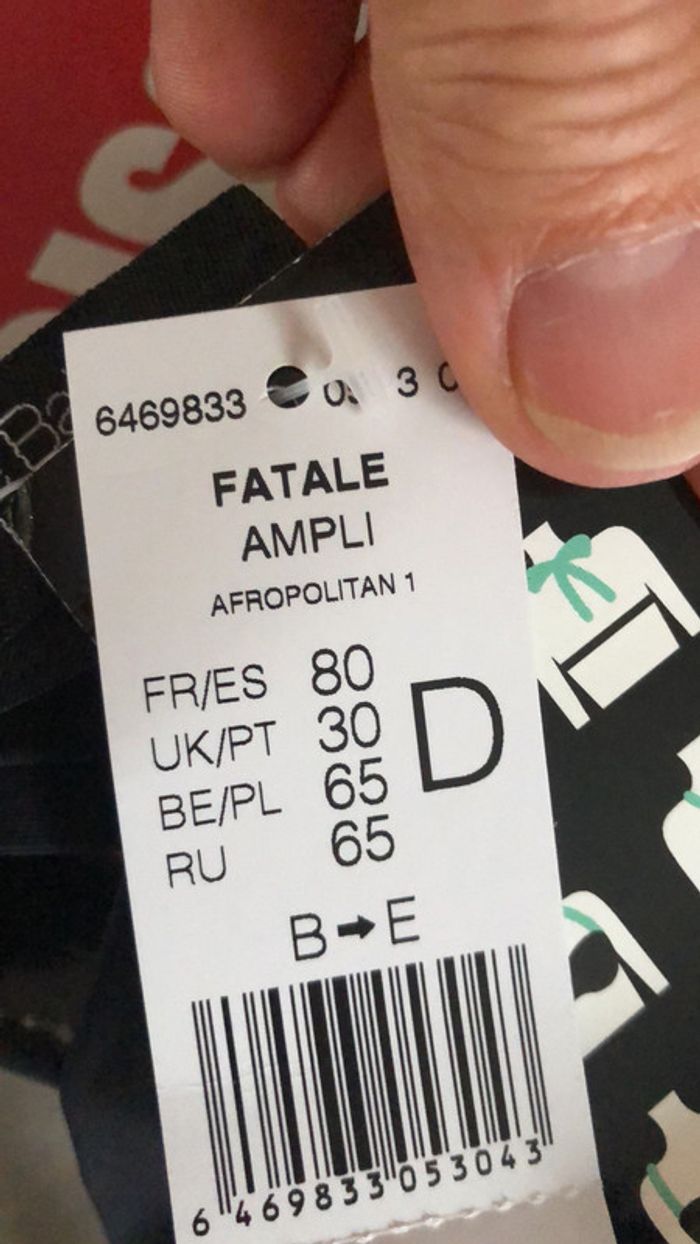 6469833
FATALE
AMPLI
AFROPOLITAN 1
FR/ES 80
UK/PT 30 D
BE/PL 65
RU 65
B➡E
6 469833 053043